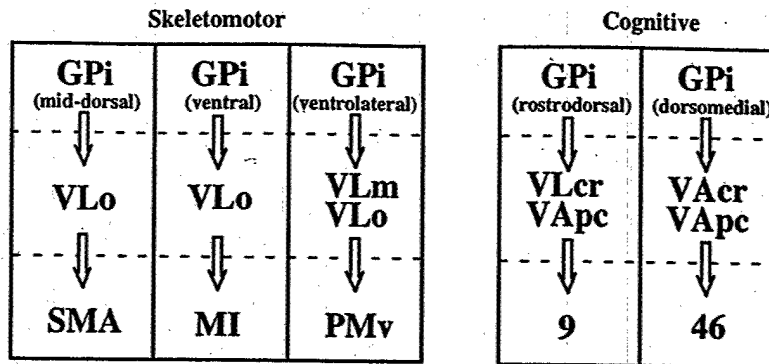 Skeletomotor
Cognitive
GPi GPi GPi GPi GPi
(mid-dorsal) (ventral) (ventrolateral) (rostrodorsal) (dorsomedial)
VLo VLo VLm VLcr VAcr
VLo VApc VApc
SMA MI PMv 9 46